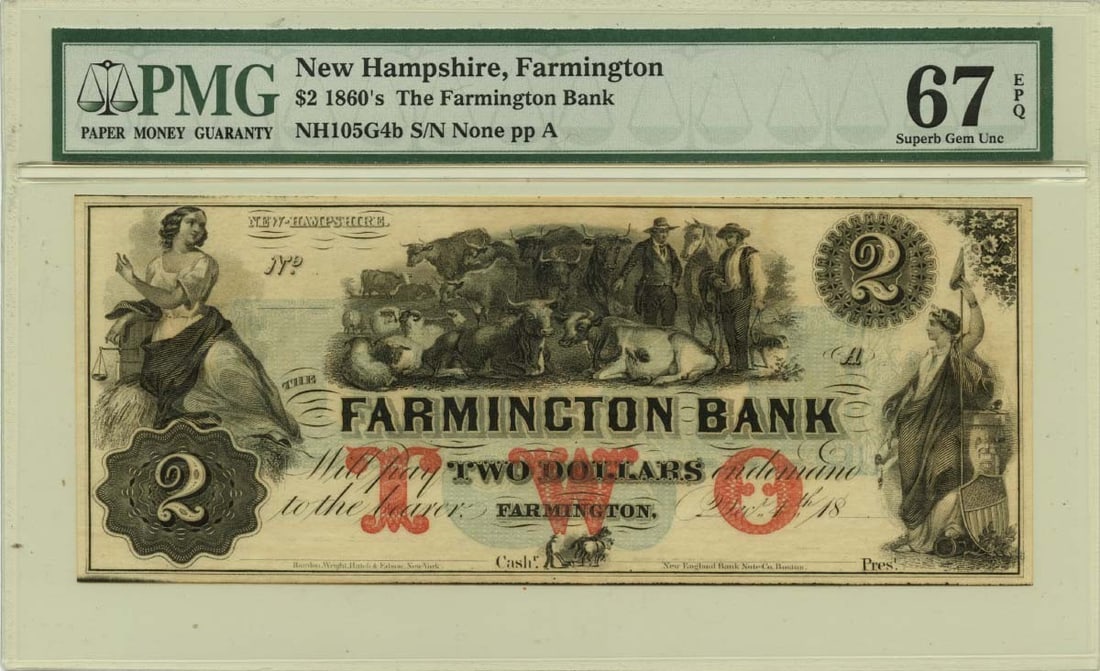 PMG
PAPER MONEY GUARANTY
New Hampshire, Farmington
$2 1860's The Farmington Bank
NH105G4b S/N None pp A
67 EPQ
Superb Gem Unc
NEW-HAMPSHIRE.
No
2
A
THE
FARMINGTON BANK
Will pay TWO DOLLARS on demand
to the bearer. FARMINGTON, Decr. 4th 18
TWO
2
Cashr.
Presr.
Rawdon, Wright, Hatch & Edson, New-York.
New England Bank Note Co. Boston.